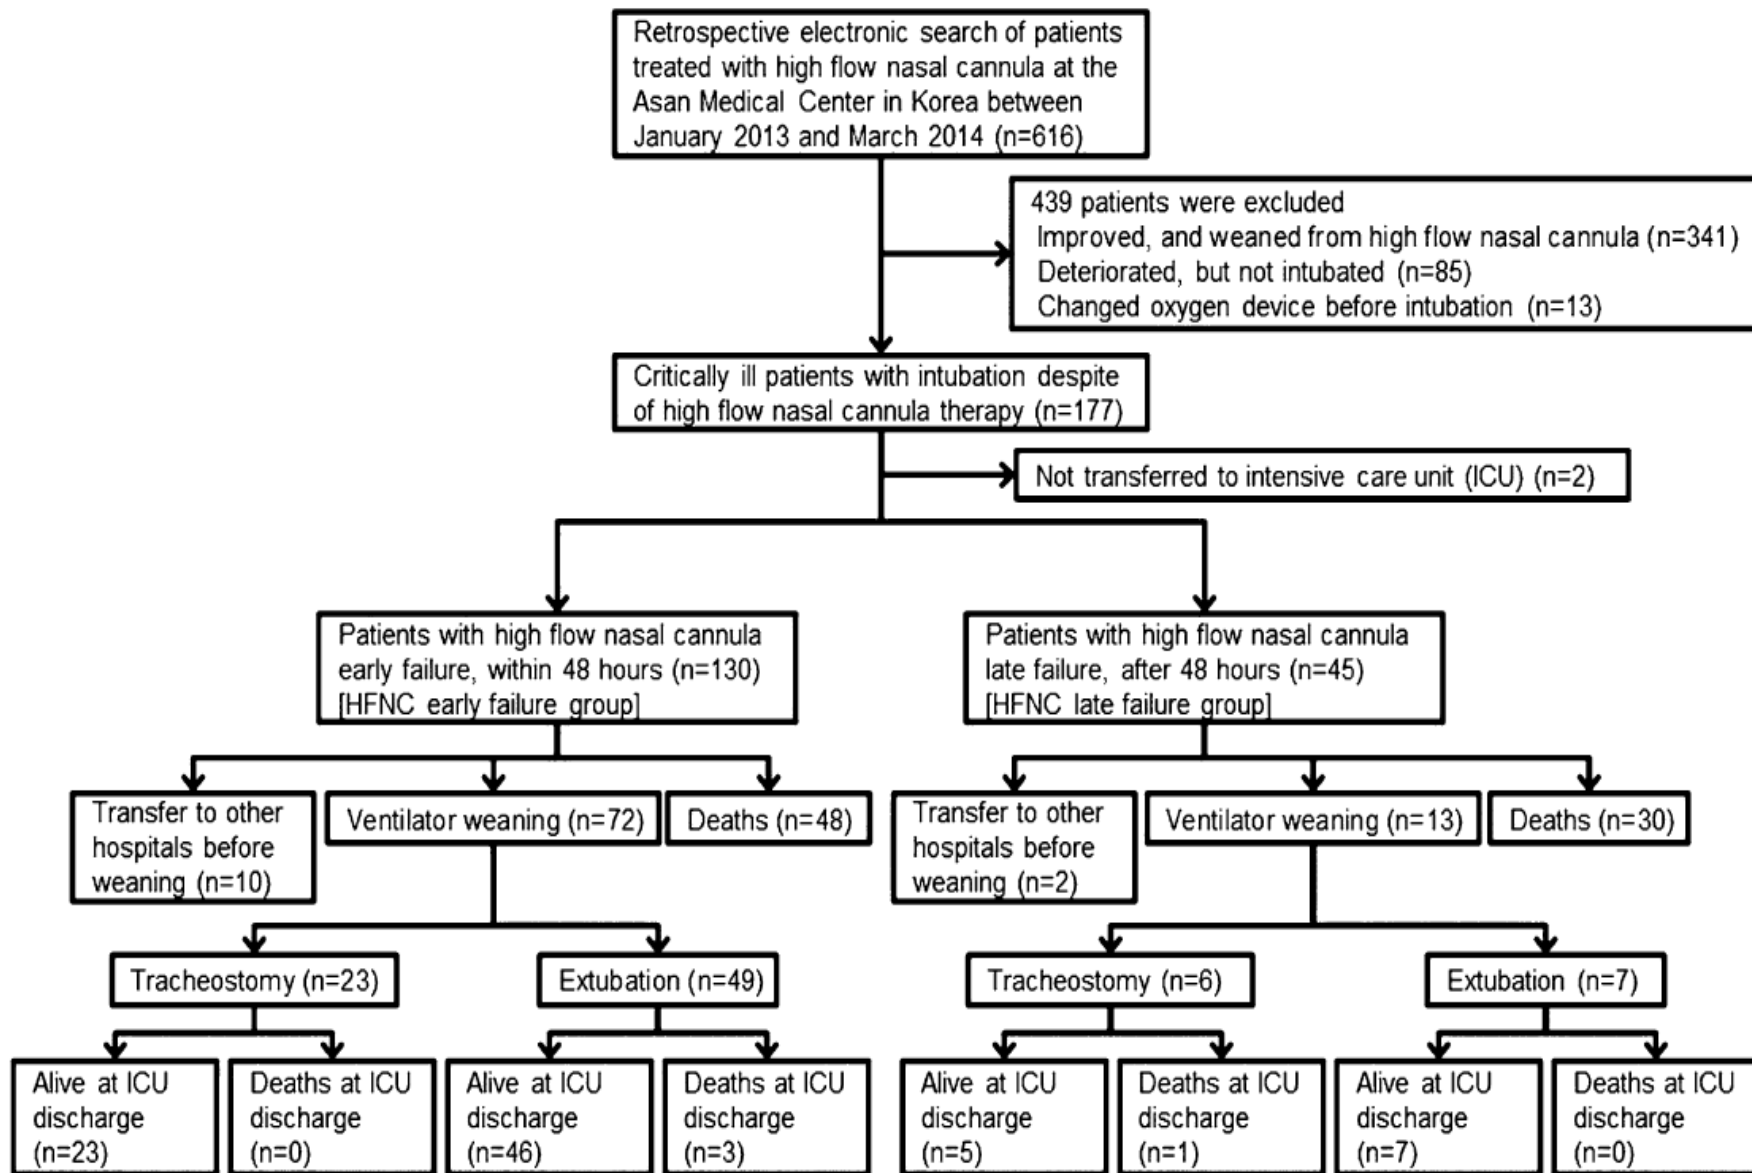 Retrospective electronic search of patients
treated with high flow nasal cannula at the
Asan Medical Center in Korea between
January 2013 and March 2014 (n=616)
439 patients were excluded
Improved, and weaned from high flow nasal cannula (n=341)
Deteriorated, but not intubated (n=85)
Changed oxygen device before intubation (n=13)
Critically ill patients with intubation despite
of high flow nasal cannula therapy (n=177)
Not transferred to intensive care unit (ICU) (n=2)
Patients with high flow nasal cannula
early failure, within 48 hours (n=130)
[HFNC early failure group]
Patients with high flow nasal cannula
late failure, after 48 hours (n=45)
[HFNC late failure group]
Transfer to other
hospitals before
weaning (n=10)
Ventilator weaning (n=72)
Deaths (n=48)
Transfer to other
hospitals before
weaning (n=2)
Ventilator weaning (n=13)
Deaths (n=30)
Tracheostomy (n=23)
Extubation (n=49)
Tracheostomy (n=6)
Extubation (n=7)
Alive at ICU
discharge
(n=23)
Deaths at ICU
discharge
(n=0)
Alive at ICU
discharge
(n=46)
Deaths at ICU
discharge
(n=3)
Alive at ICU
discharge
(n=5)
Deaths at ICU
discharge
(n=1)
Alive at ICU
discharge
(n=7)
Deaths at ICU
discharge
(n=0)